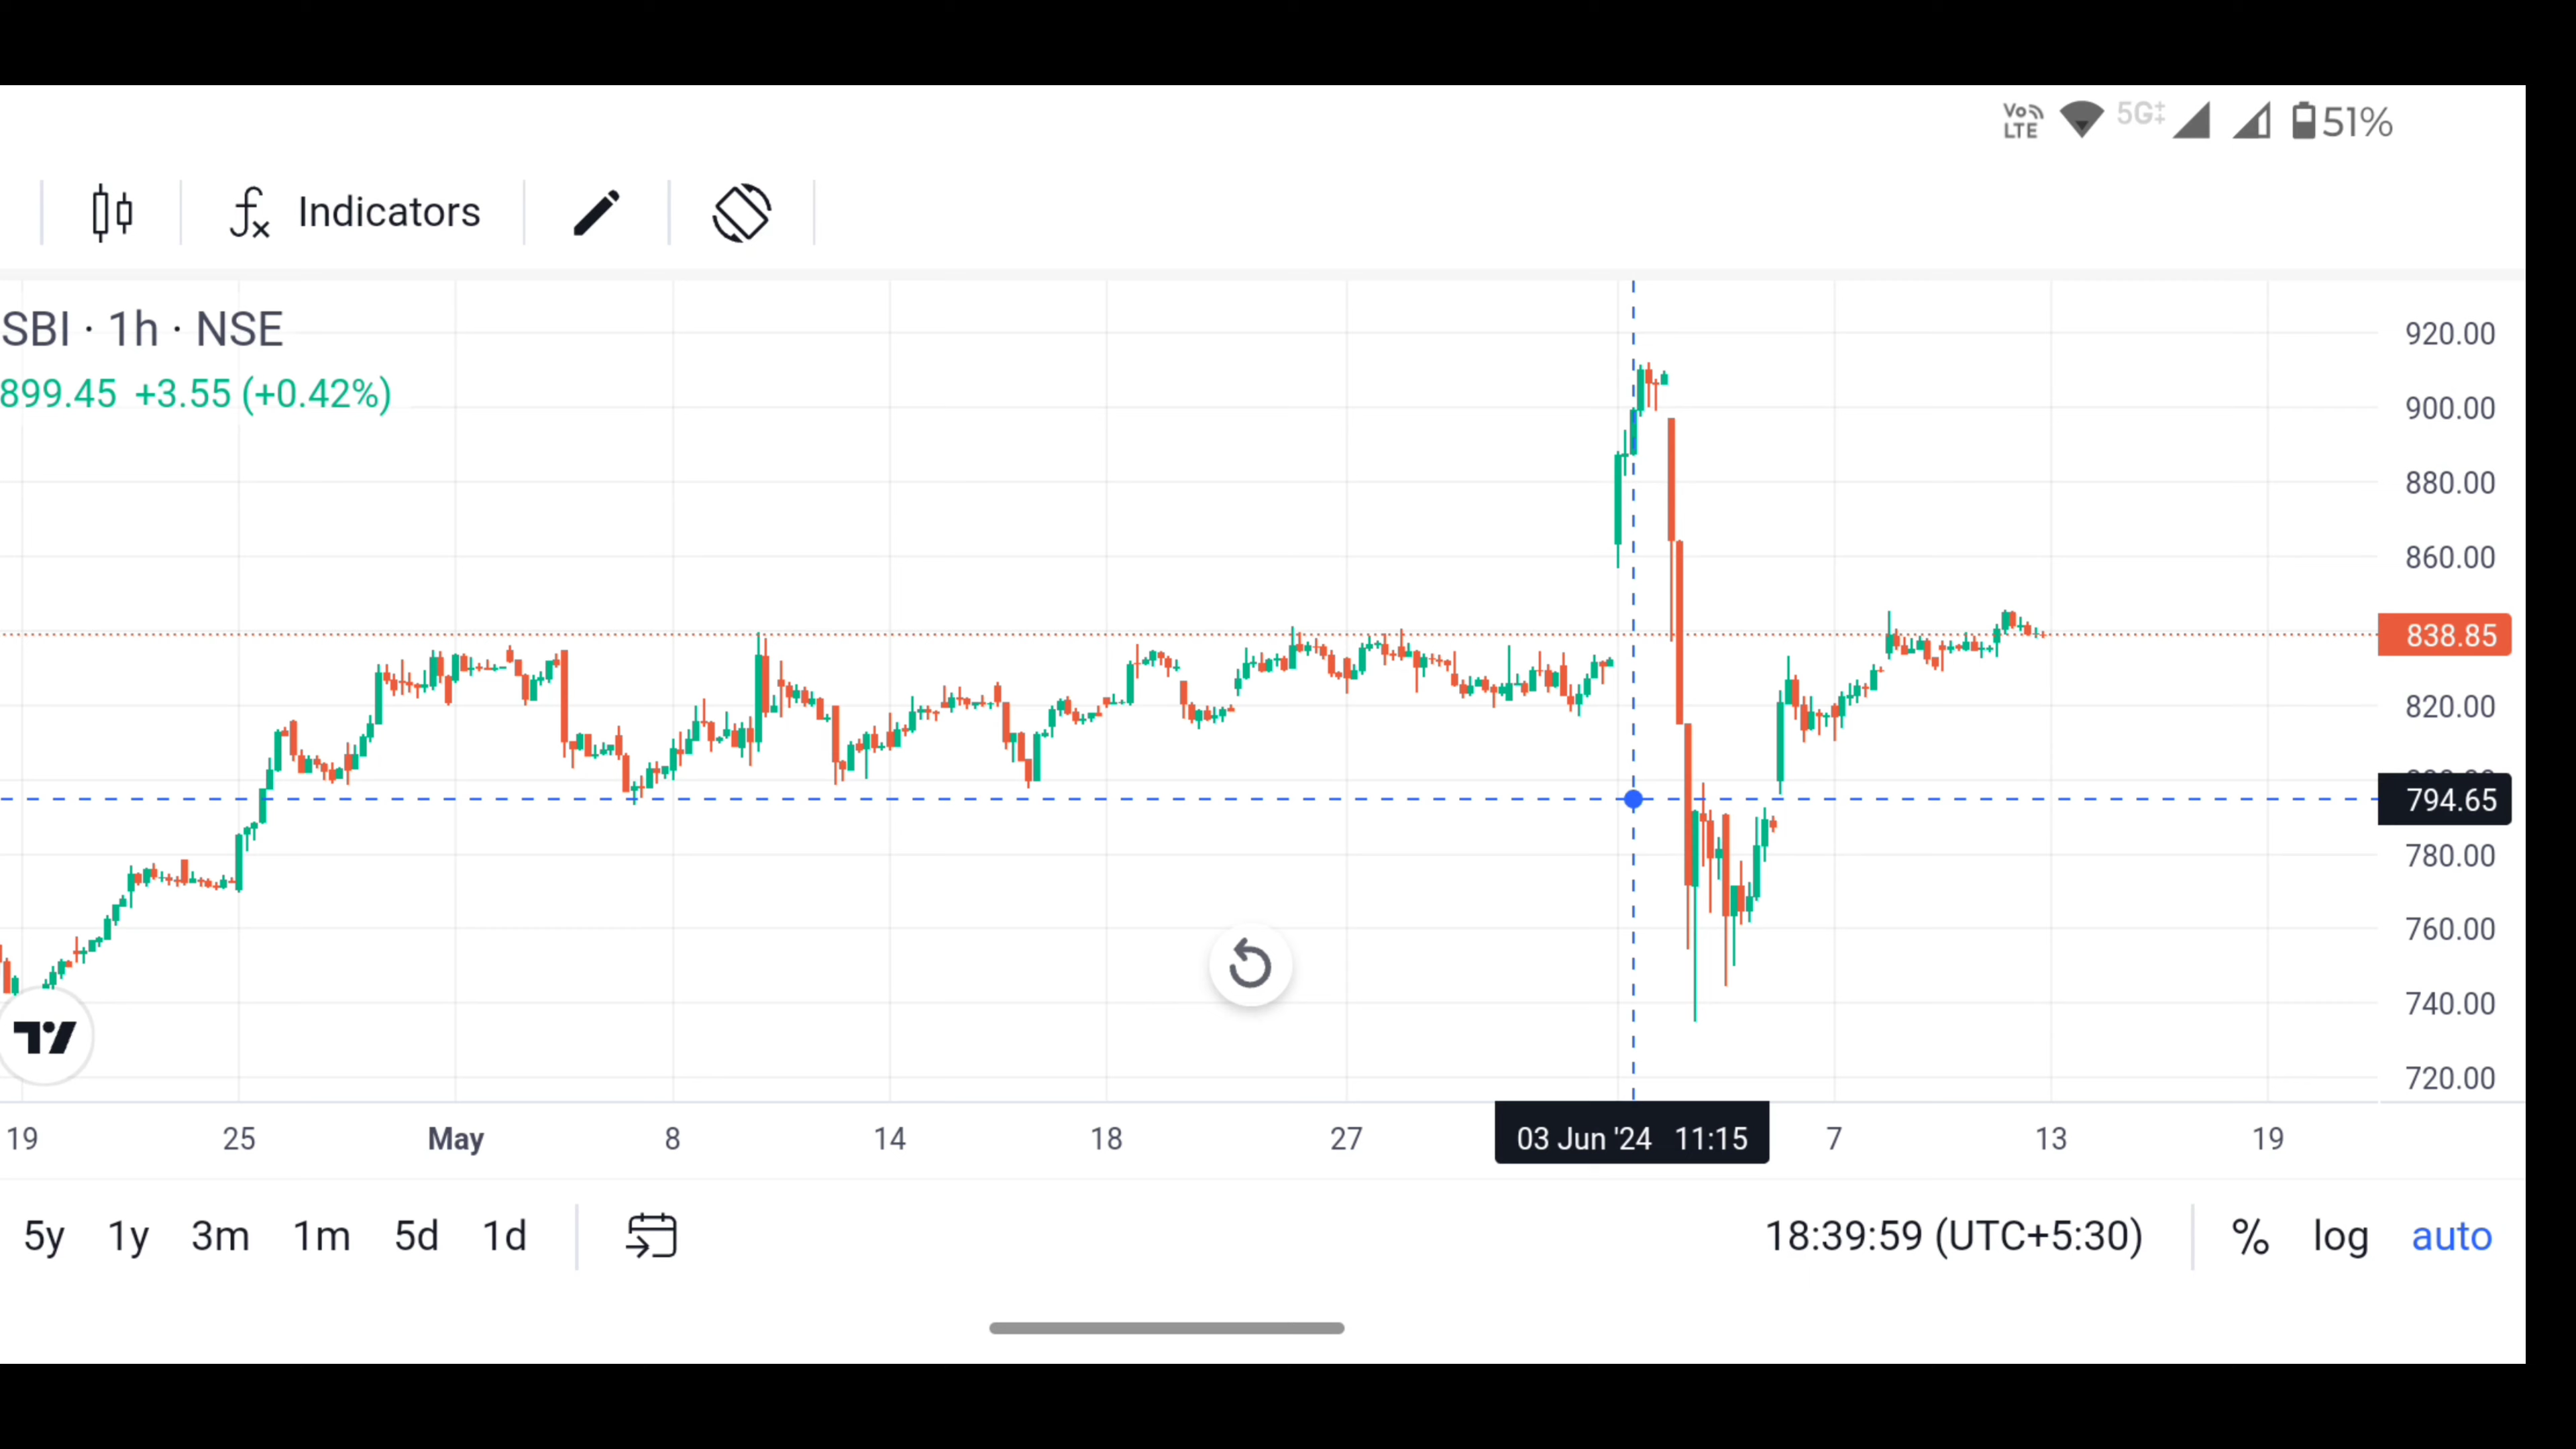 Vo LTE 5G 51%
fx Indicators
SBI · 1h · NSE
899.45 +3.55 (+0.42%)
920.00
900.00
880.00
860.00
838.85
820.00
794.65
780.00
760.00
740.00
720.00
19 25 May 8 14 18 27 03 Jun '24 11:15 7 13 19
5y 1y 3m 1m 5d 1d 18:39:59 (UTC+5:30) % log auto